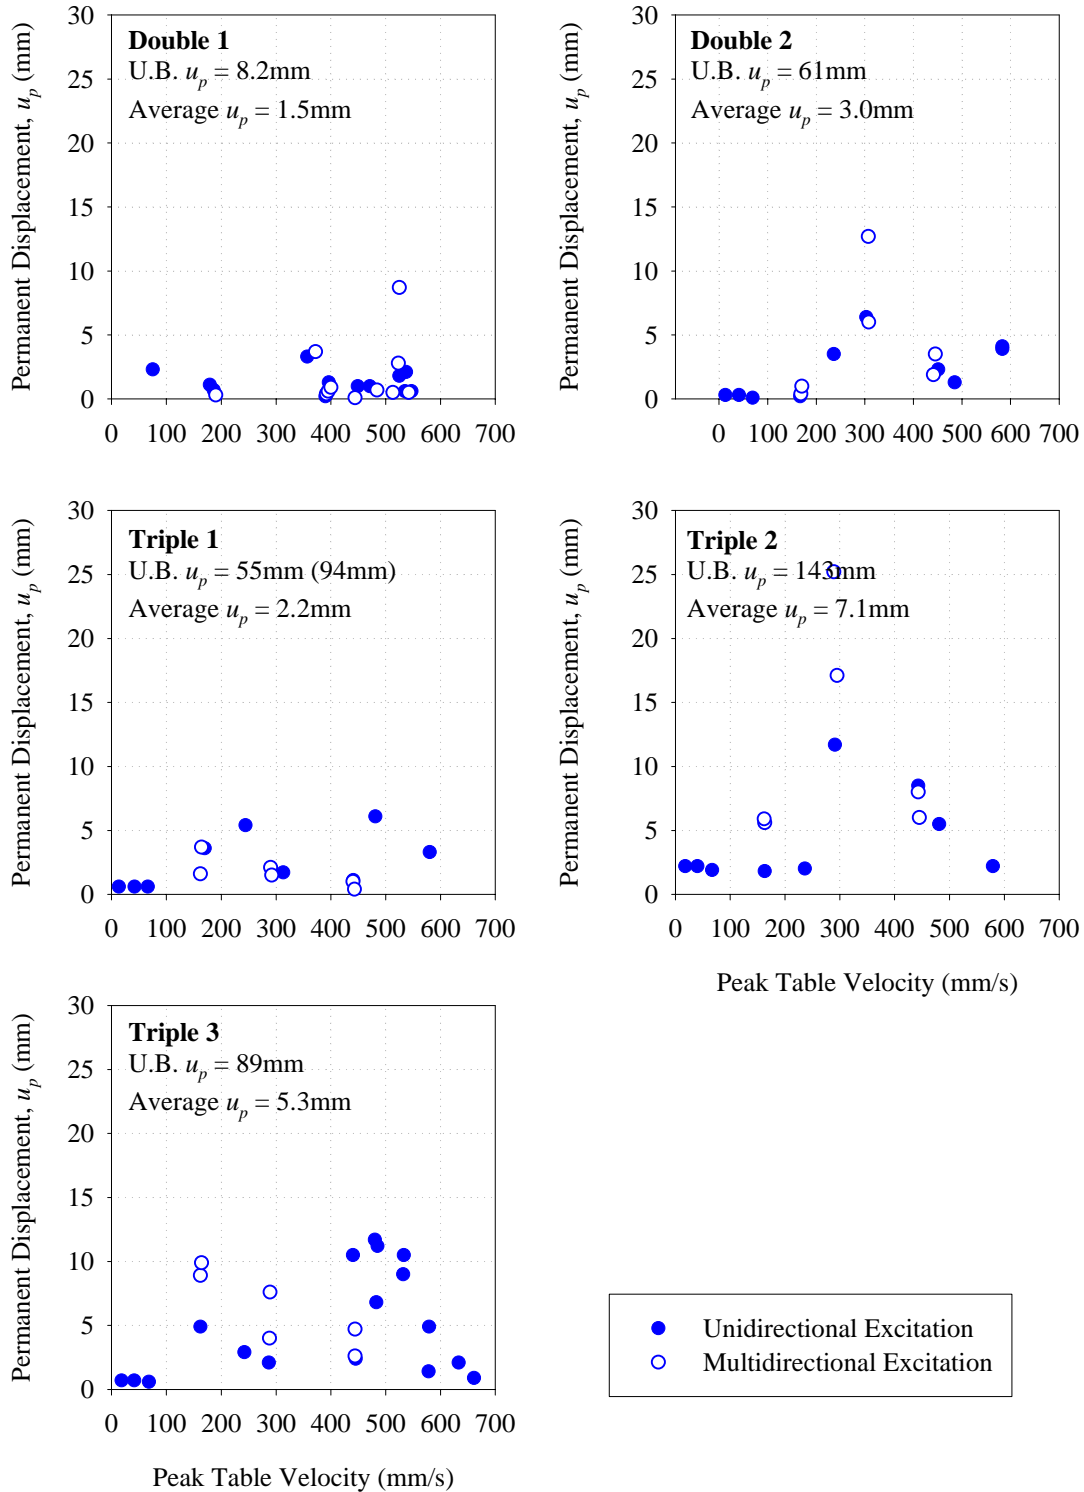 Double 1
U.B. u_p = 8.2mm
Average u_p = 1.5mm
Permanent Displacement, u_p (mm)
30
25
20
15
10
5
0
0 100 200 300 400 500 600 700
Double 2
U.B. u_p = 61mm
Average u_p = 3.0mm
Permanent Displacement, u_p (mm)
30
25
20
15
10
5
0
0 100 200 300 400 500 600 700
Triple 1
U.B. u_p = 55mm (94mm)
Average u_p = 2.2mm
Permanent Displacement, u_p (mm)
30
25
20
15
10
5
0
0 100 200 300 400 500 600 700
Triple 2
U.B. u_p = 143mm
Average u_p = 7.1mm
Permanent Displacement, u_p (mm)
30
25
20
15
10
5
0
0 100 200 300 400 500 600 700
Peak Table Velocity (mm/s)
Triple 3
U.B. u_p = 89mm
Average u_p = 5.3mm
Permanent Displacement, u_p (mm)
30
25
20
15
10
5
0
0 100 200 300 400 500 600 700
Peak Table Velocity (mm/s)
Unidirectional Excitation
Multidirectional Excitation